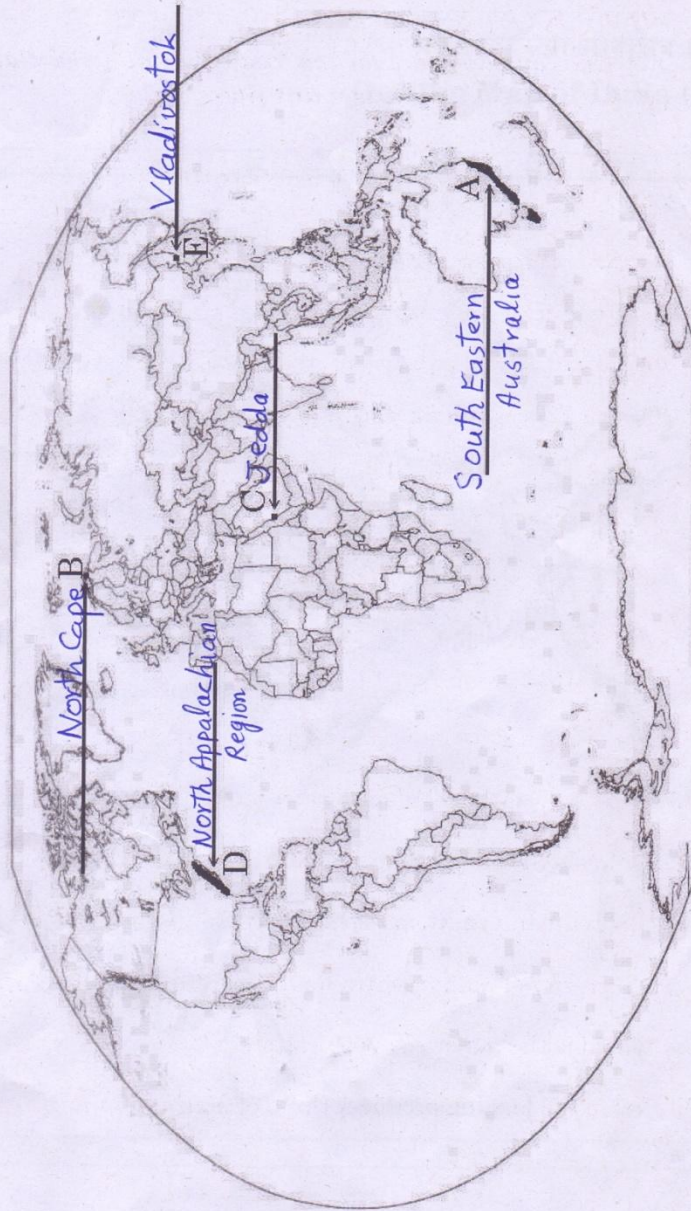 Vladivostok
E
A
South Eastern
Australia
C Jedda
North Cape B
North Appalachian
Region
D